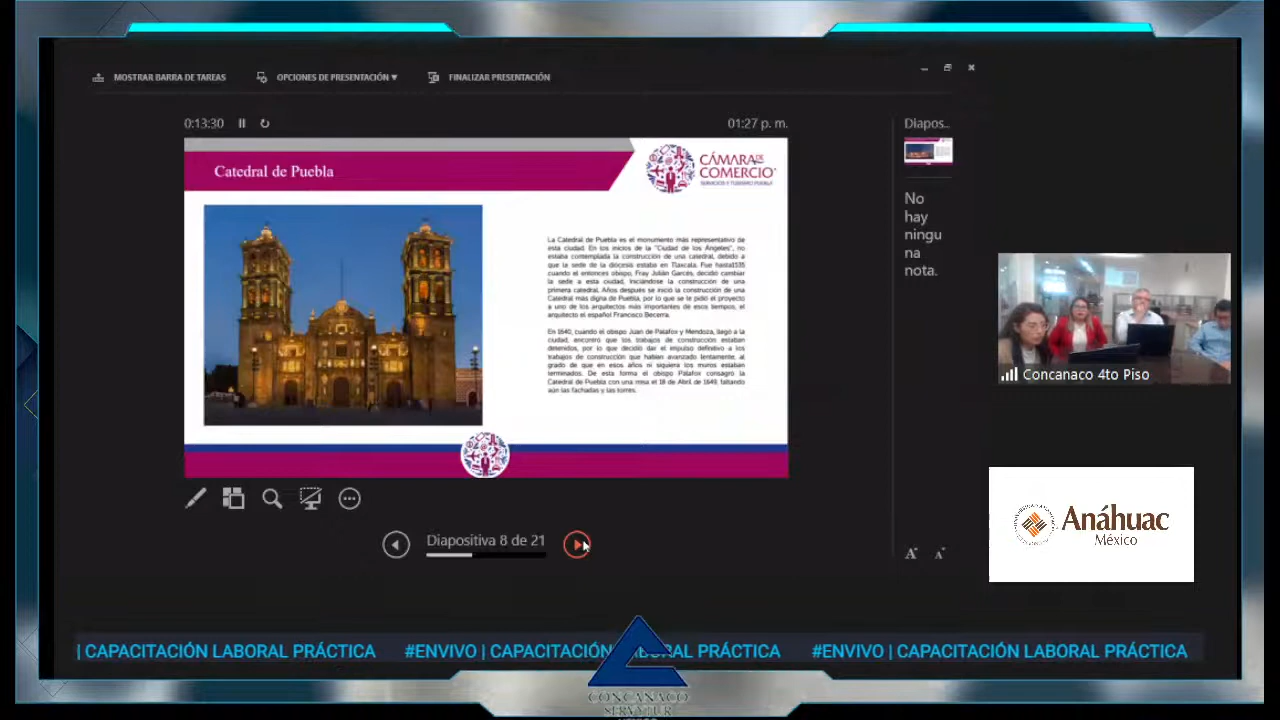 MOSTRAR BARRA DE TAREAS
OPCIONES DE PRESENTACIÓN
FINALIZAR PRESENTACIÓN
0:13:30
01:27 p. m.
Catedral de Puebla
CÁMARA DE
COMERCIO
SERVICIOS Y TURISMO PUEBLA
La Catedral de Puebla es el monumento más representativo de
esta ciudad. En los inicios de la "Ciudad de los Ángeles", no
estaba contemplada la construcción de una catedral, debido a
que la sede de la diócesis estaba en Tlaxcala. Fue hasta1535
cuando el entonces obispo, Fray Julián Garcés, decidió cambiar
la sede a esta ciudad, iniciándose la construcción de una
primera catedral. Años después se inició la construcción de una
Catedral más digna de Puebla, por lo que se le pidió el proyecto
a uno de los arquitectos más importantes de esos tiempos, el
arquitecto el español Francisco Becerra.
En 1640, cuando el obispo Juan de Palafox y Mendoza, llegó a la
ciudad, encontró que los trabajos de construcción estaban
detenidos, por lo que decidió dar el impulso definitivo a los
trabajos de construcción que habían avanzado lentamente, al
grado de que en esos años ni siquiera los muros estaban
terminados. De esta forma el obispo Palafox consagró la
Catedral de Puebla con una misa el 18 de Abril de 1649, faltando
aún las fachadas y las torres.
Diapositiva 8 de 21
Diapos..
No
hay
ningu
na
nota.
Concanaco 4to Piso
Anáhuac
México
| CAPACITACIÓN LABORAL PRÁCTICA #ENVIVO | CAPACITACIÓN LABORAL PRÁCTICA #ENVIVO | CAPACITACIÓN LABORAL PRÁCTICA
CONCANACO
SERVYTUR